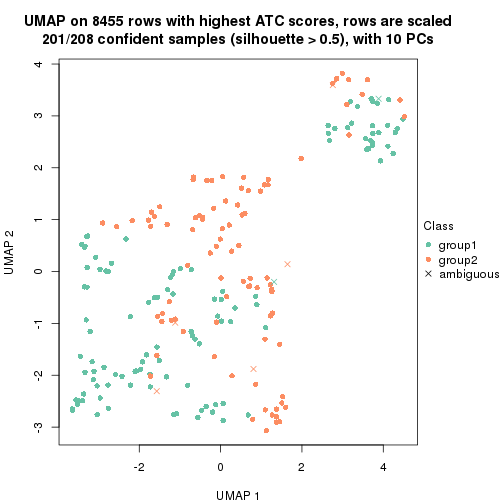 UMAP on 8455 rows with highest ATC scores, rows are scaled
201/208 confident samples (silhouette > 0.5), with 10 PCs
4
3
2
1
0
-1
-2
-3
UMAP 2
-2
0
2
4
UMAP 1
Class
group1
group2
ambiguous